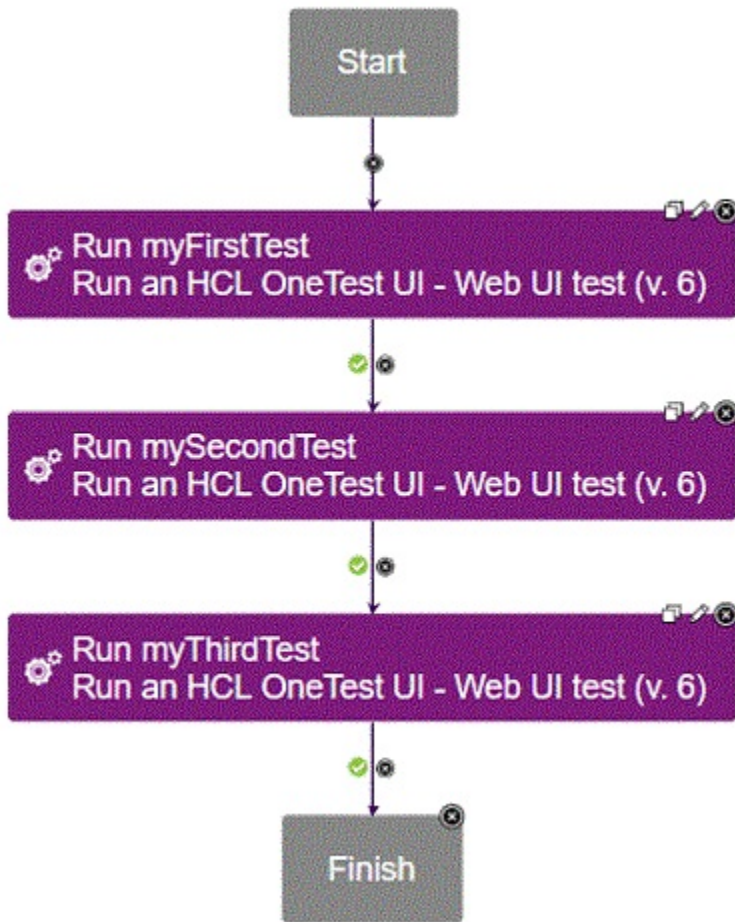 Start
Run myFirstTest
Run an HCL OneTest UI - Web UI test (v. 6)
Run mySecondTest
Run an HCL OneTest UI - Web UI test (v. 6)
Run myThirdTest
Run an HCL OneTest UI - Web UI test (v. 6)
Finish